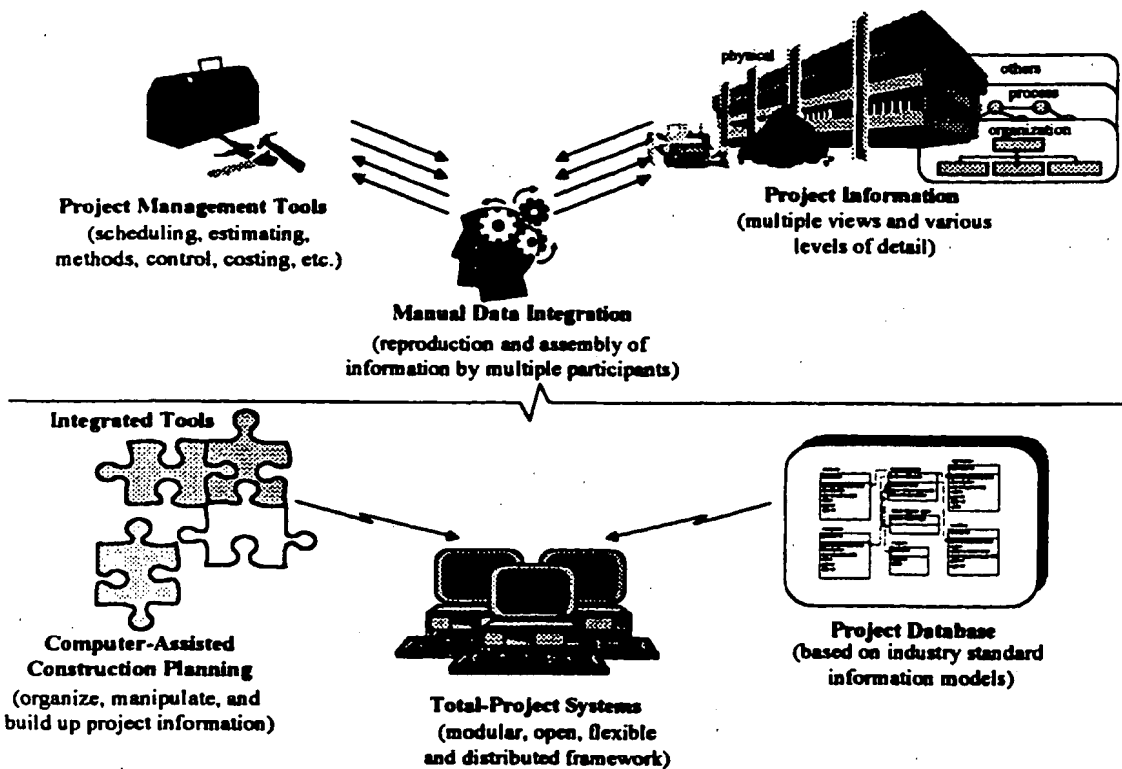 physical
others
process
organization
Project Management Tools
(scheduling, estimating,
methods, control, costing, etc.)
Project Information
(multiple views and various
levels of detail)
Manual Data Integration
(reproduction and assembly of
information by multiple participants)
Integrated Tools
Computer-Assisted
Construction Planning
(organize, manipulate, and
build up project information)
Total-Project Systems
(modular, open, flexible
and distributed framework)
Project Database
(based on industry standard
information models)